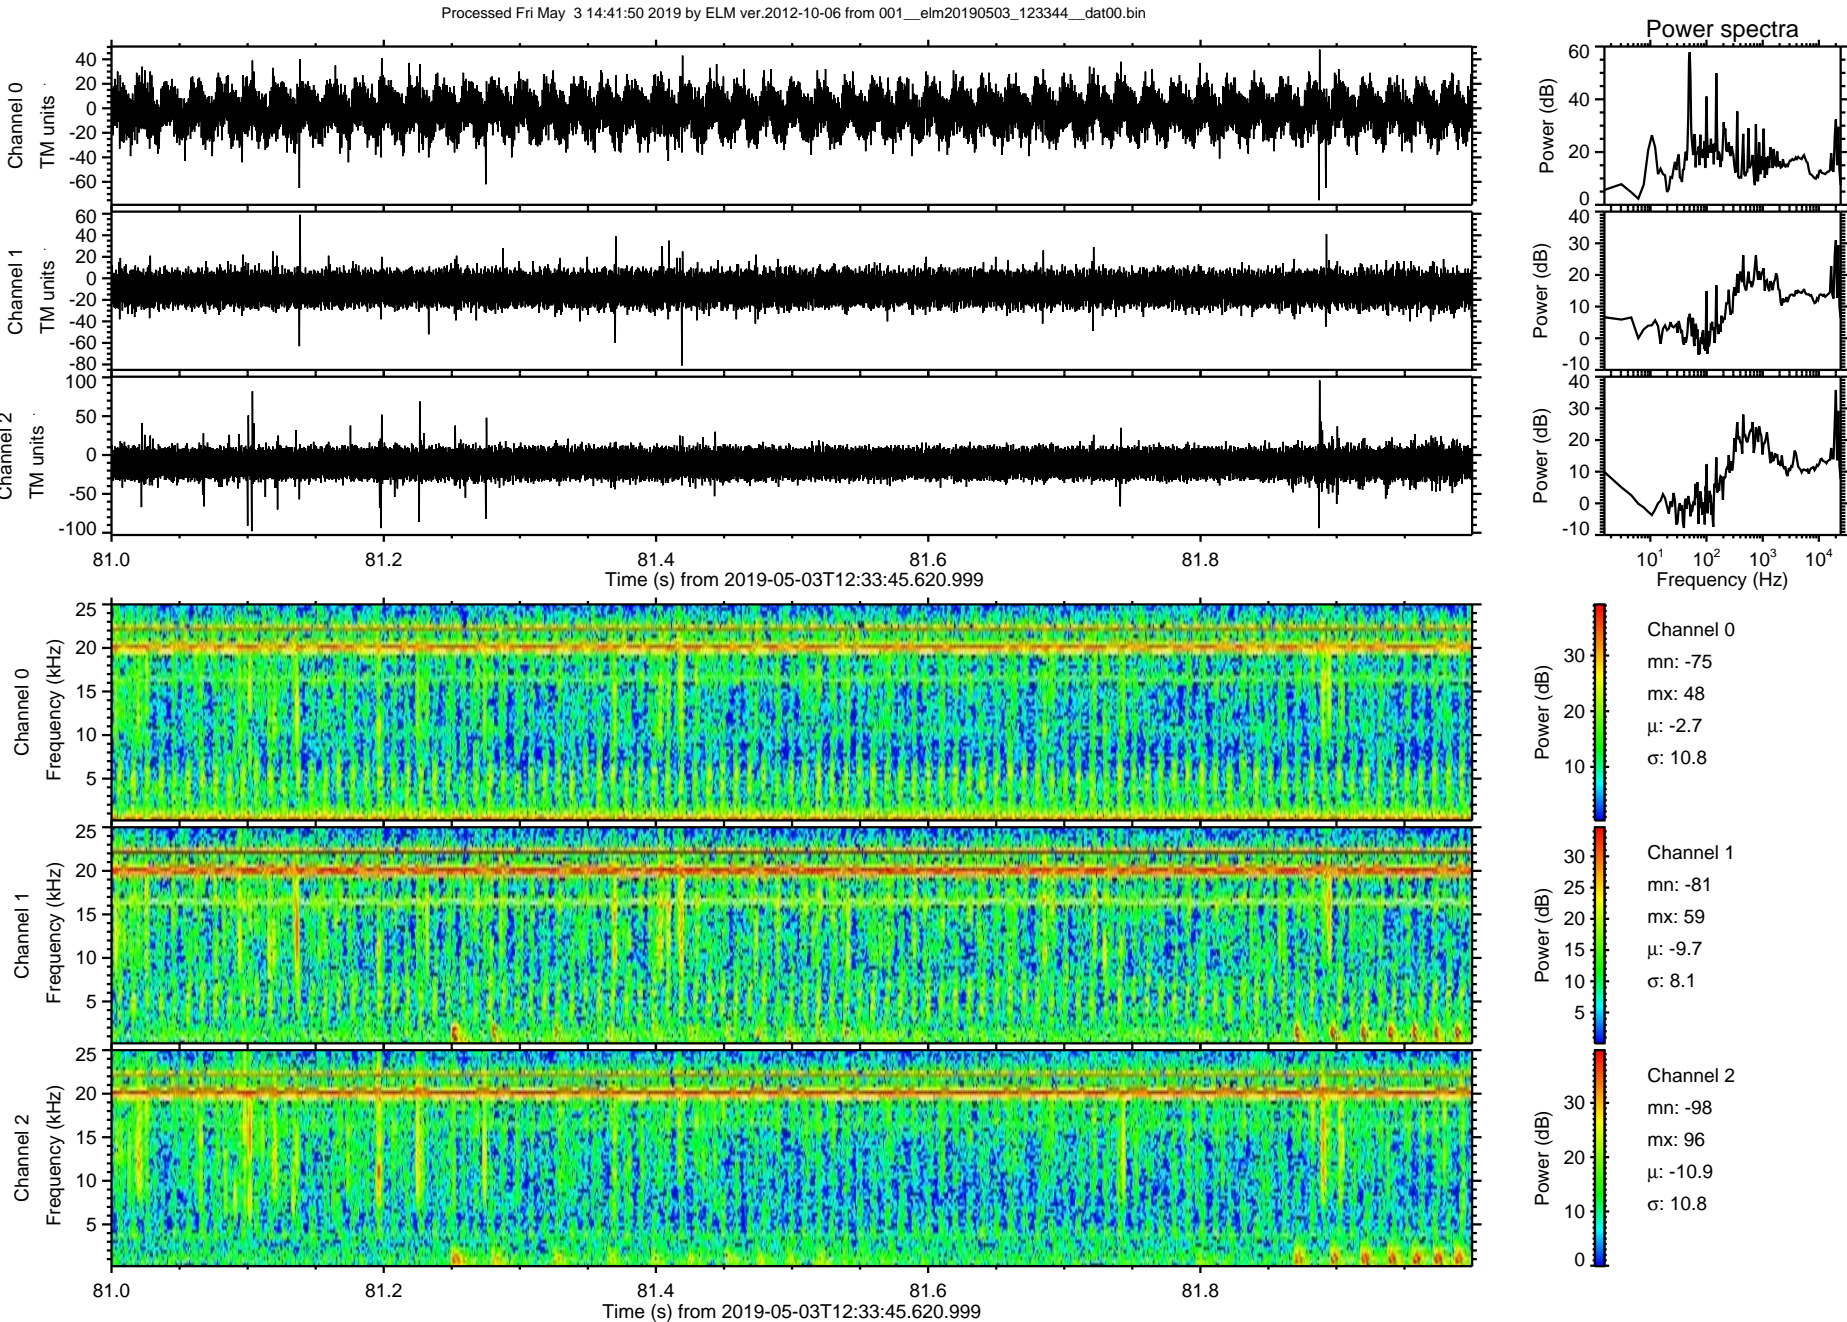 Processed Fri May  3 14:41:50 2019 by ELM ver.2012-10-06 from 001__elm20190503_123344__dat00.bin
Power spectra
Channel 0
TM units
40
20
0
-20
-40
-60
Power (dB)
60
40
20
0
Channel 1
TM units
60
40
20
0
-20
-40
-60
-80
Power (dB)
40
30
20
10
0
-10
Channel 2
TM units
100
50
0
-50
-100
Power (dB)
40
30
20
10
0
-10
81.0 81.2 81.4 81.6 81.8
Time (s) from 2019-05-03T12:33:45.620.999
10¹ 10² 10³ 10⁴
Frequency (Hz)
Channel 0
Frequency (kHz)
25
20
15
10
5
Power (dB)
30
20
10
Channel 0
mn: -75
mx: 48
μ: -2.7
σ: 10.8
Channel 1
Frequency (kHz)
25
20
15
10
5
Power (dB)
30
25
20
15
10
5
Channel 1
mn: -81
mx: 59
μ: -9.7
σ: 8.1
Channel 2
Frequency (kHz)
25
20
15
10
5
Power (dB)
30
20
10
0
Channel 2
mn: -98
mx: 96
μ: -10.9
σ: 10.8
81.0 81.2 81.4 81.6 81.8
Time (s) from 2019-05-03T12:33:45.620.999